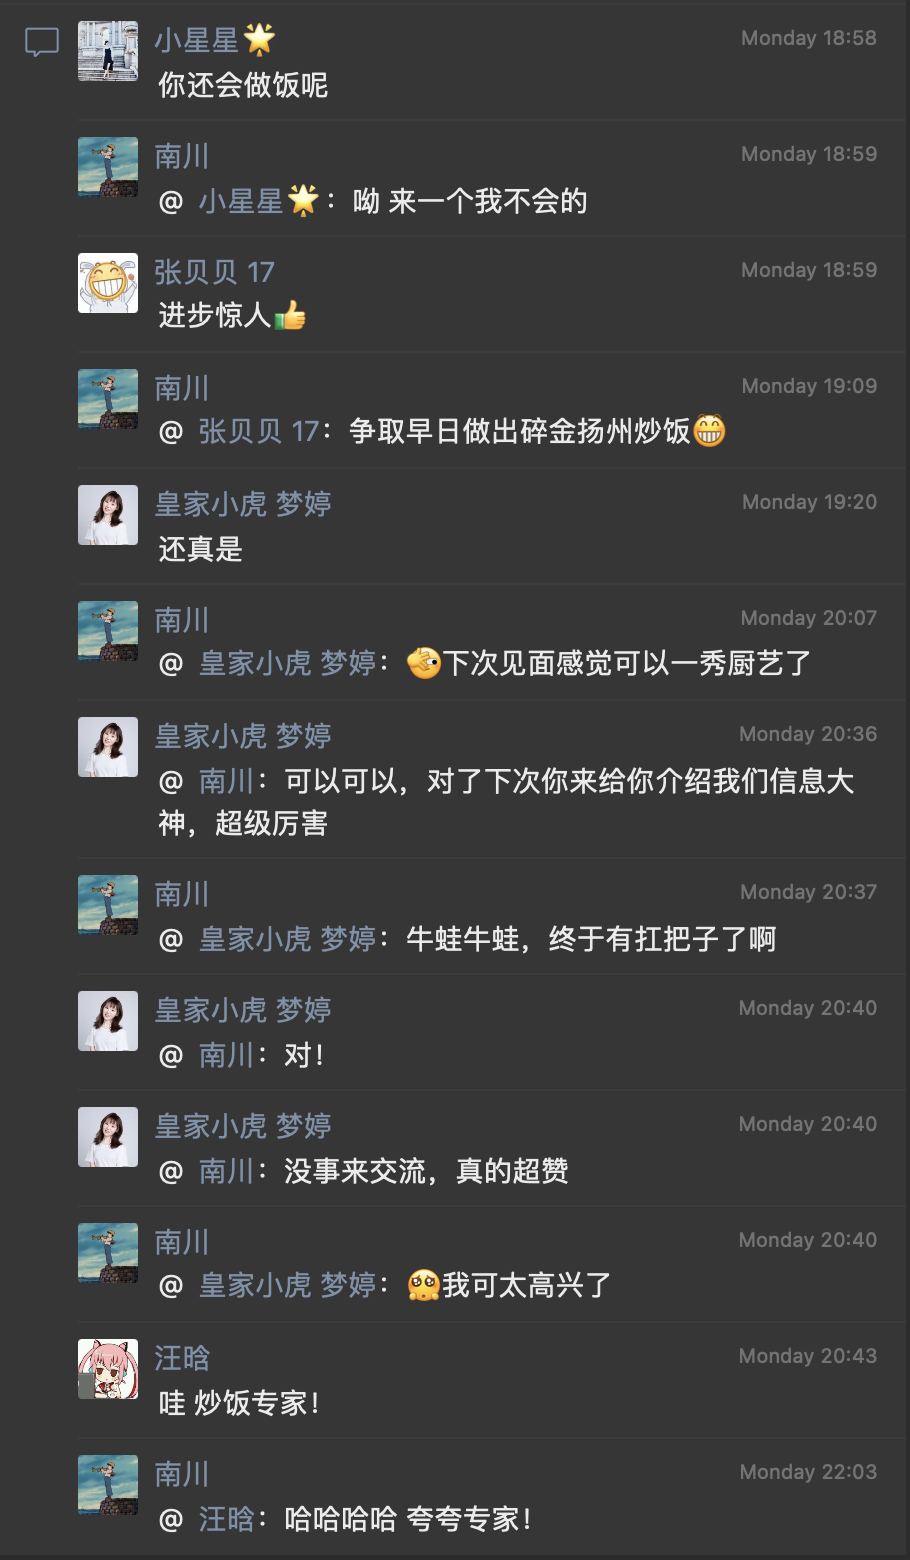 小星星🌟
Monday 18:58
你还会做饭呢
南川
Monday 18:59
@ 小星星🌟：呦 来一个我不会的
张贝贝 17
Monday 18:59
进步惊人👍
南川
Monday 19:09
@ 张贝贝 17：争取早日做出碎金扬州炒饭😁
皇家小虎 梦婷
Monday 19:20
还真是
南川
Monday 20:07
@ 皇家小虎 梦婷：🫣下次见面感觉可以一秀厨艺了
皇家小虎 梦婷
Monday 20:36
@ 南川：可以可以，对了下次你来给你介绍我们信息大
神，超级厉害
南川
Monday 20:37
@ 皇家小虎 梦婷：牛蛙牛蛙，终于有扛把子了啊
皇家小虎 梦婷
Monday 20:40
@ 南川：对！
皇家小虎 梦婷
Monday 20:40
@ 南川：没事来交流，真的超赞
南川
Monday 20:40
@ 皇家小虎 梦婷：🥺我可太高兴了
汪晗
Monday 20:43
哇 炒饭专家！
南川
Monday 22:03
@ 汪晗：哈哈哈哈 夸夸专家！